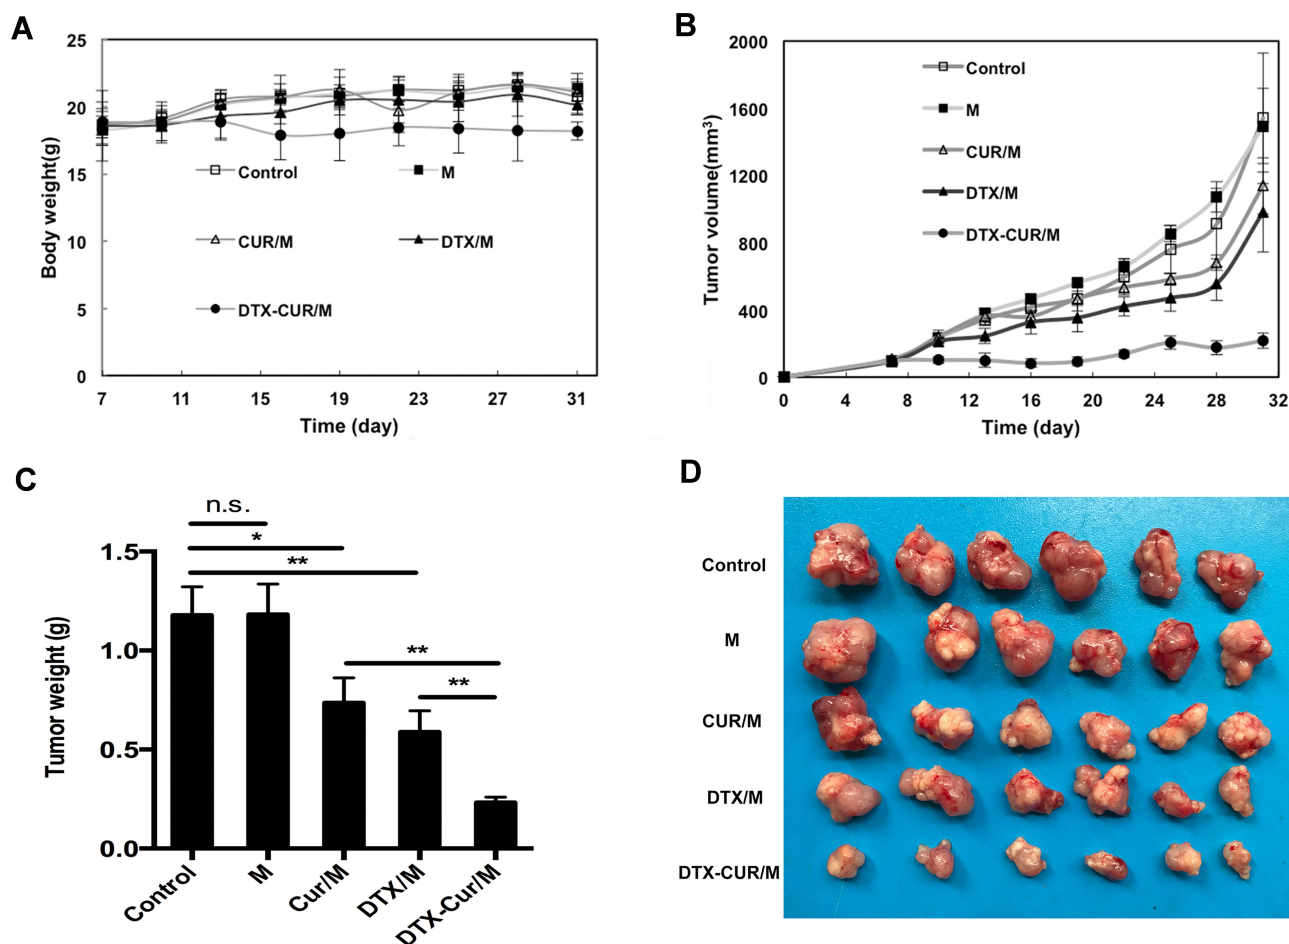 A
25
20
15
10
5
0
Body weight(g)
Control
M
CUR/M
DTX/M
DTX-CUR/M
7
11
15
19
23
27
31
Time (day)
B
2000
1600
1200
800
400
0
Tumor volume(mm³)
Control
M
CUR/M
DTX/M
DTX-CUR/M
0
4
8
12
16
20
24
28
32
Time (day)
C
n.s.
*
**
**
**
1.5
1.0
0.5
0.0
Tumor weight (g)
Control
M
Cur/M
DTX/M
DTX-Cur/M
D
Control
M
CUR/M
DTX/M
DTX-CUR/M